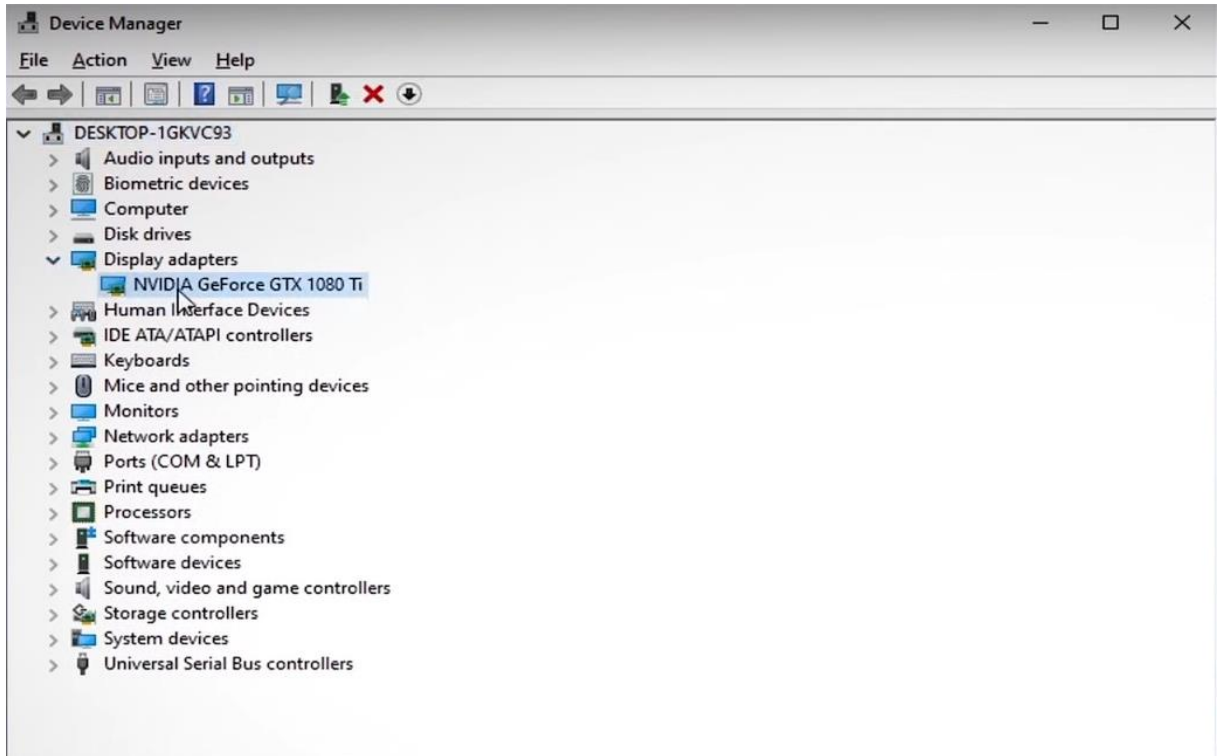 Device Manager
File Action View Help
DESKTOP-1GKVC93
Audio inputs and outputs
Biometric devices
Computer
Disk drives
Display adapters
NVIDIA GeForce GTX 1080 Ti
Human Interface Devices
IDE ATA/ATAPI controllers
Keyboards
Mice and other pointing devices
Monitors
Network adapters
Ports (COM & LPT)
Print queues
Processors
Software components
Software devices
Sound, video and game controllers
Storage controllers
System devices
Universal Serial Bus controllers